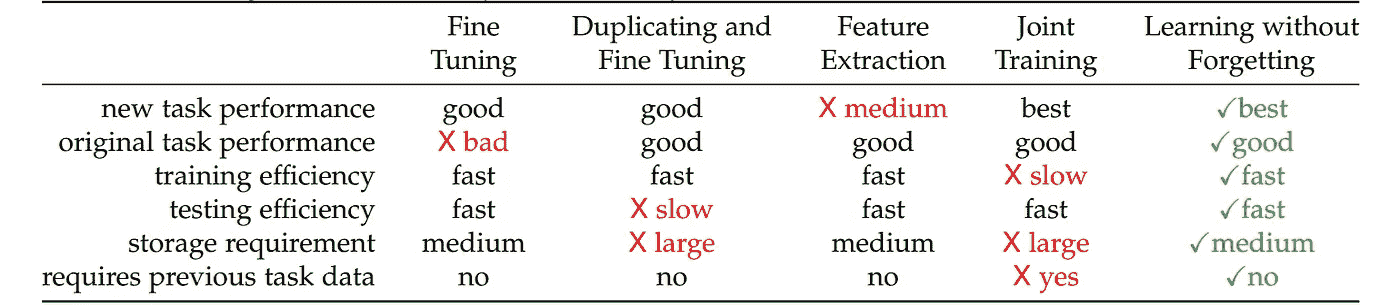 Fine Duplicating and Feature Joint Learning without
Tuning Fine Tuning Extraction Training Forgetting
new task performance good good X medium best ✓best
original task performance X bad good good good ✓good
training efficiency fast fast fast X slow ✓fast
testing efficiency fast X slow fast fast ✓fast
storage requirement medium X large medium X large ✓medium
requires previous task data no no no X yes ✓no